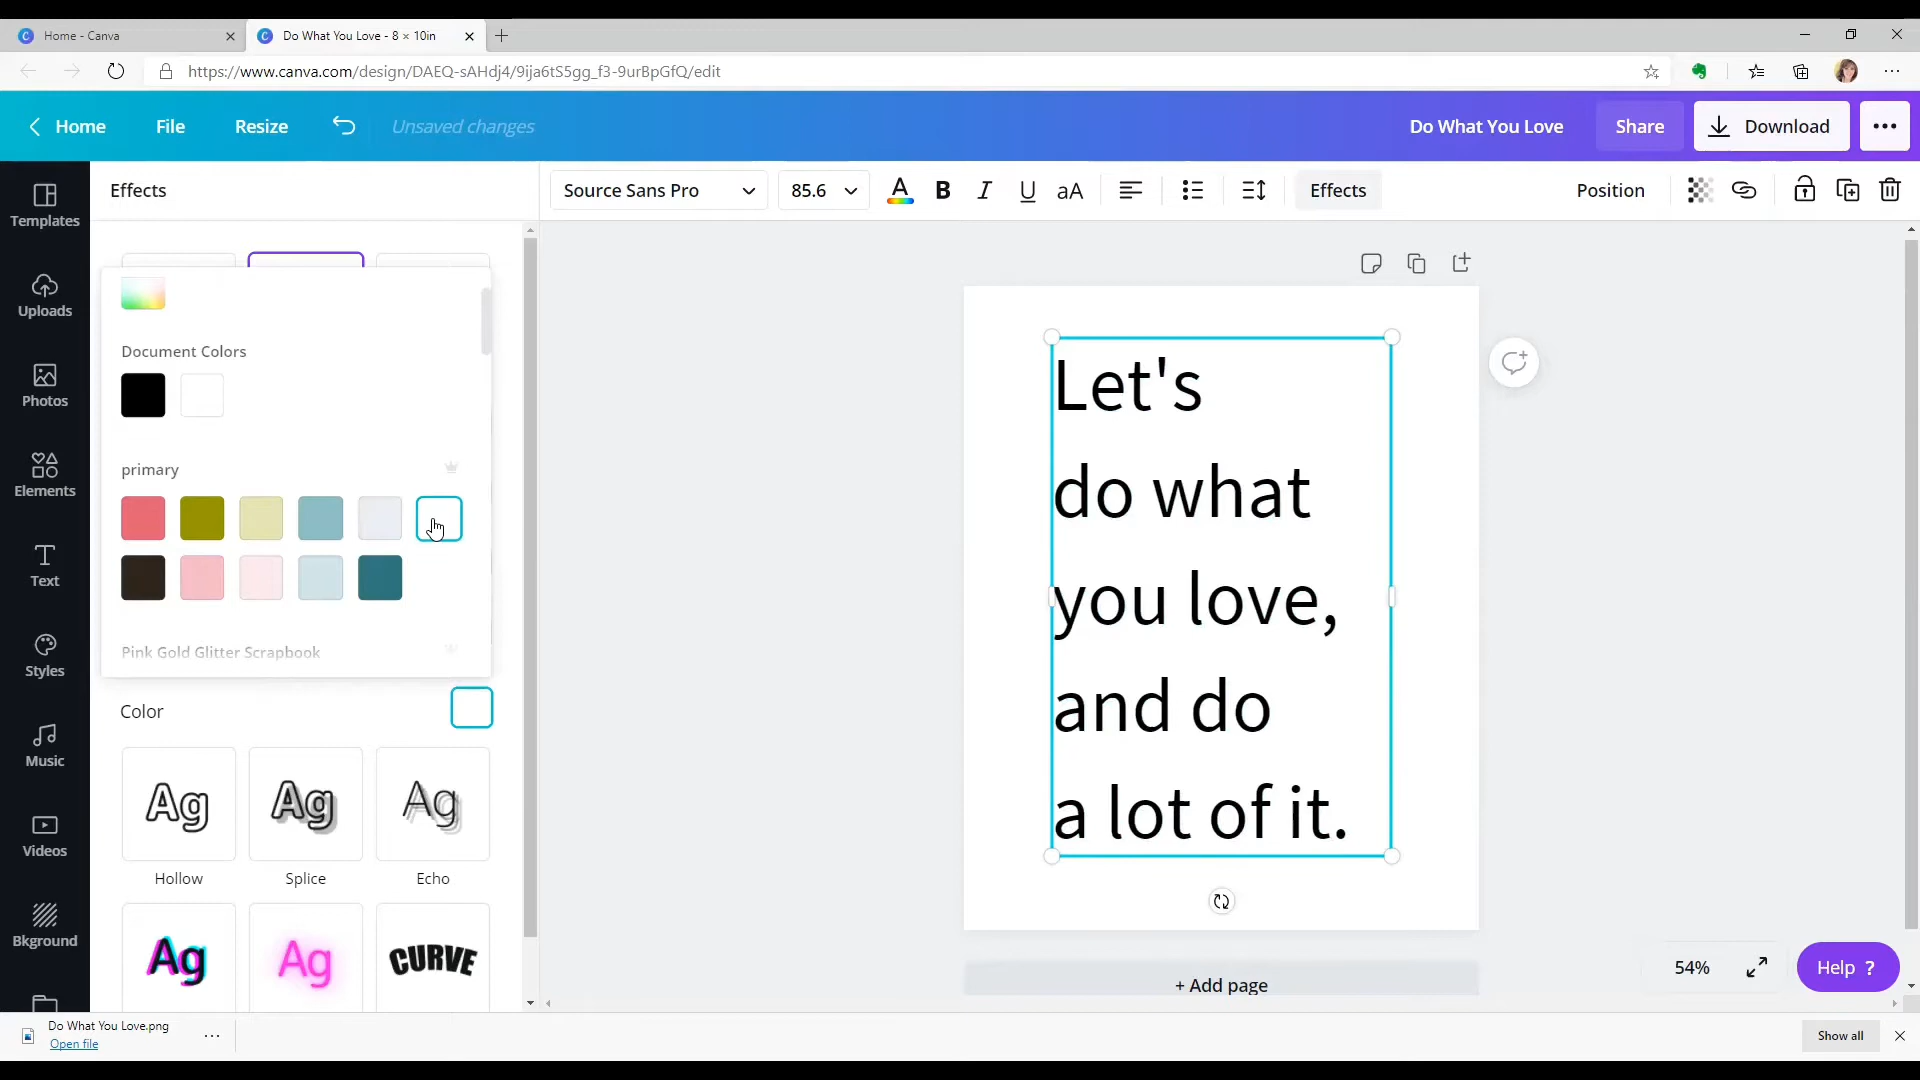 Home - Canva
Do What You Love - 8 × 10in
https://www.canva.com/design/DAEQ-sAHdj4/9ija6tS5gg_f3-9urBpGfQ/edit
Home
File
Resize
Unsaved changes
Do What You Love
Share
Download
Effects
Source Sans Pro
85.6
A
B
I
U
aA
Effects
Position
Templates
Uploads
Photos
Elements
Text
Styles
Music
Videos
Bkground
Document Colors
primary
Pink Gold Glitter Scrapbook
Color
Ag
Ag
Ag
Hollow
Splice
Echo
Ag
Ag
CURVE
Let's
do what
you love,
and do
a lot of it.
+ Add page
54%
Help ?
Do What You Love.png
Open file
Show all